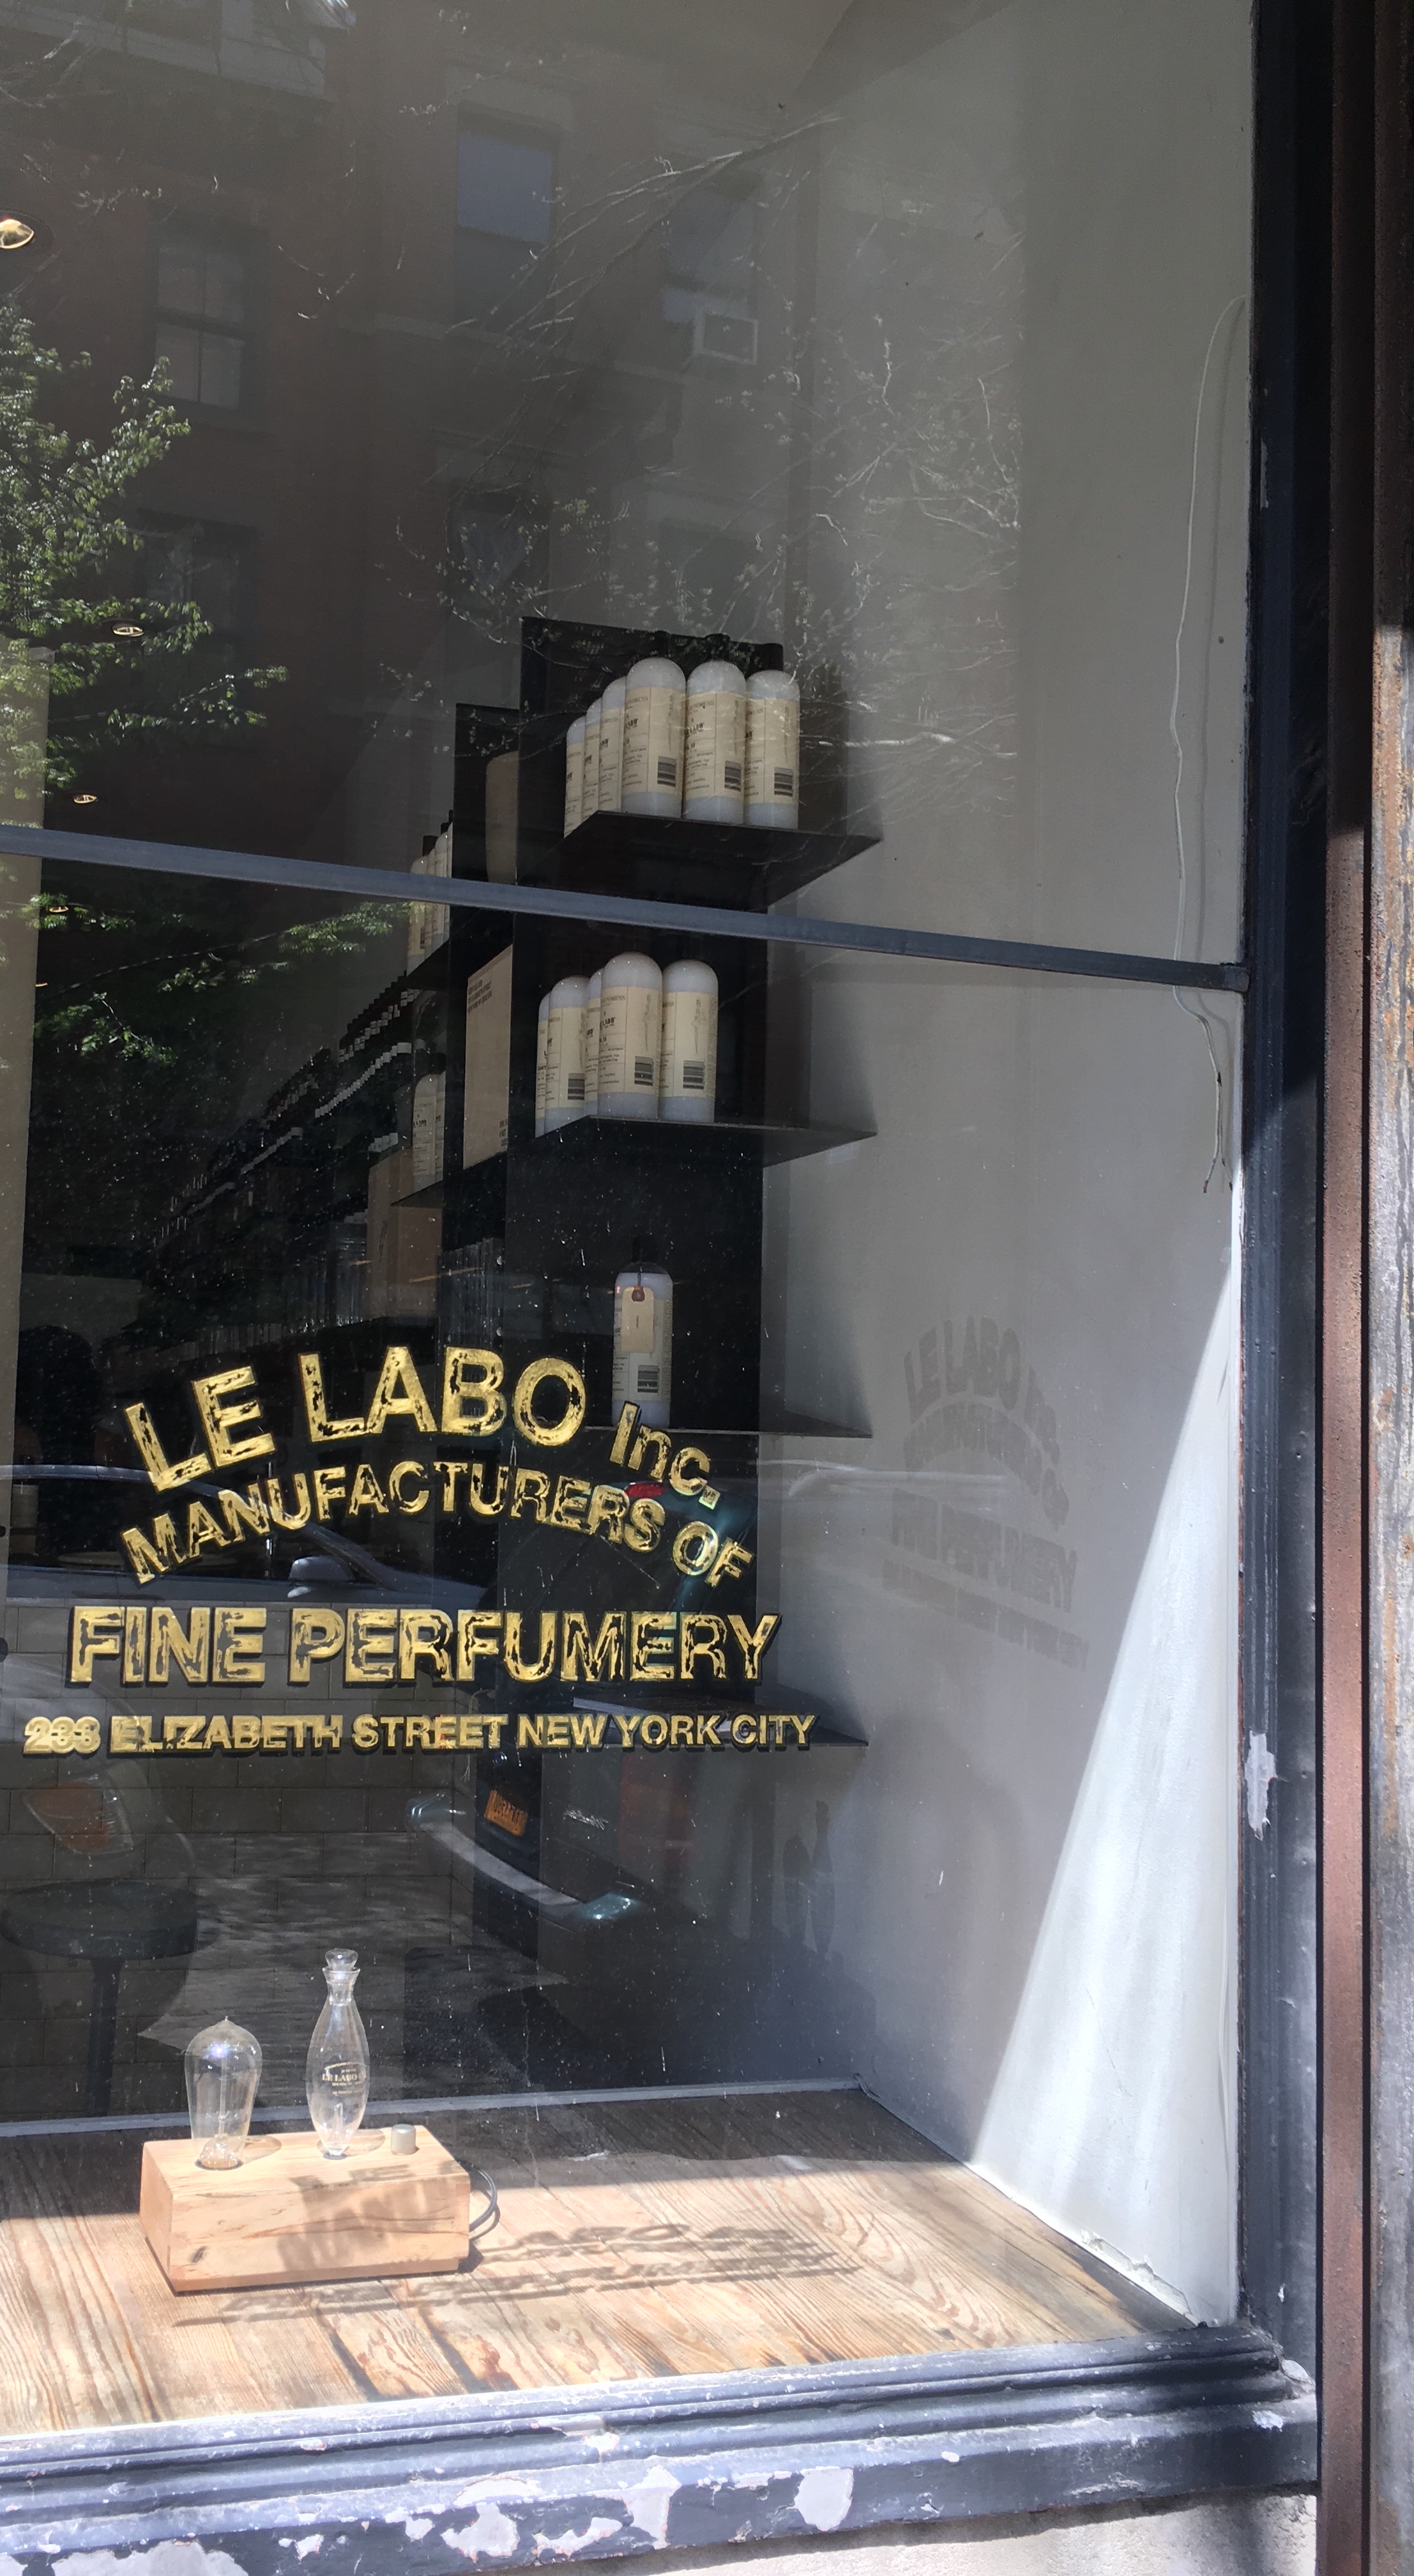 LE LABO Inc.
MANUFACTURERS OF
FINE PERFUMERY
233 ELIZABETH STREET NEW YORK CITY
LE LABO